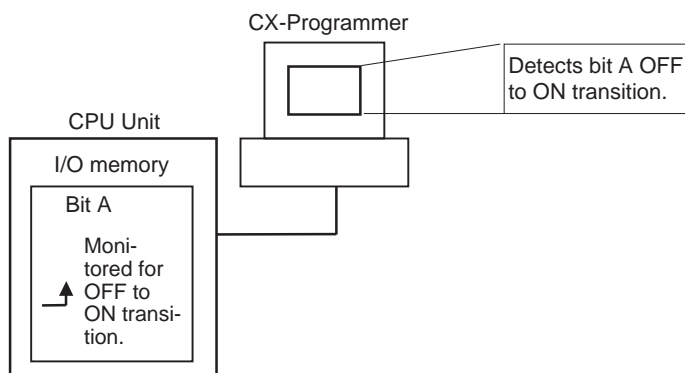 CX-Programmer
Detects bit A OFF
to ON transition.
CPU Unit
I/O memory
Bit A
Moni-
tored for
OFF to
ON transi-
tion.